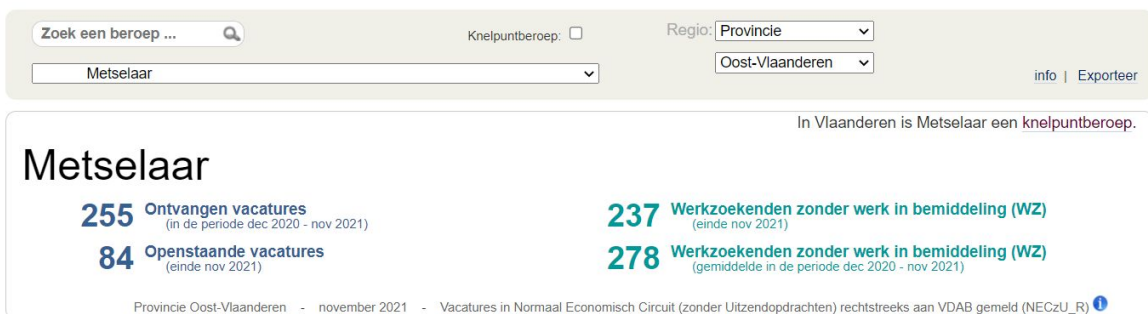 Zoek een beroep ...
Knelpuntberoep:
Regio: Provincie
Metselaar
Oost-Vlaanderen
info | Exporteer
In Vlaanderen is Metselaar een knelpuntberoep.
Metselaar
255 Ontvangen vacatures
(in de periode dec 2020 - nov 2021)
237 Werkzoekenden zonder werk in bemiddeling (WZ)
(einde nov 2021)
84 Openstaande vacatures
(einde nov 2021)
278 Werkzoekenden zonder werk in bemiddeling (WZ)
(gemiddelde in de periode dec 2020 - nov 2021)
Provincie Oost-Vlaanderen - november 2021 - Vacatures in Normaal Economisch Circuit (zonder Uitzendopdrachten) rechtstreeks aan VDAB gemeld (NECzU_R) i